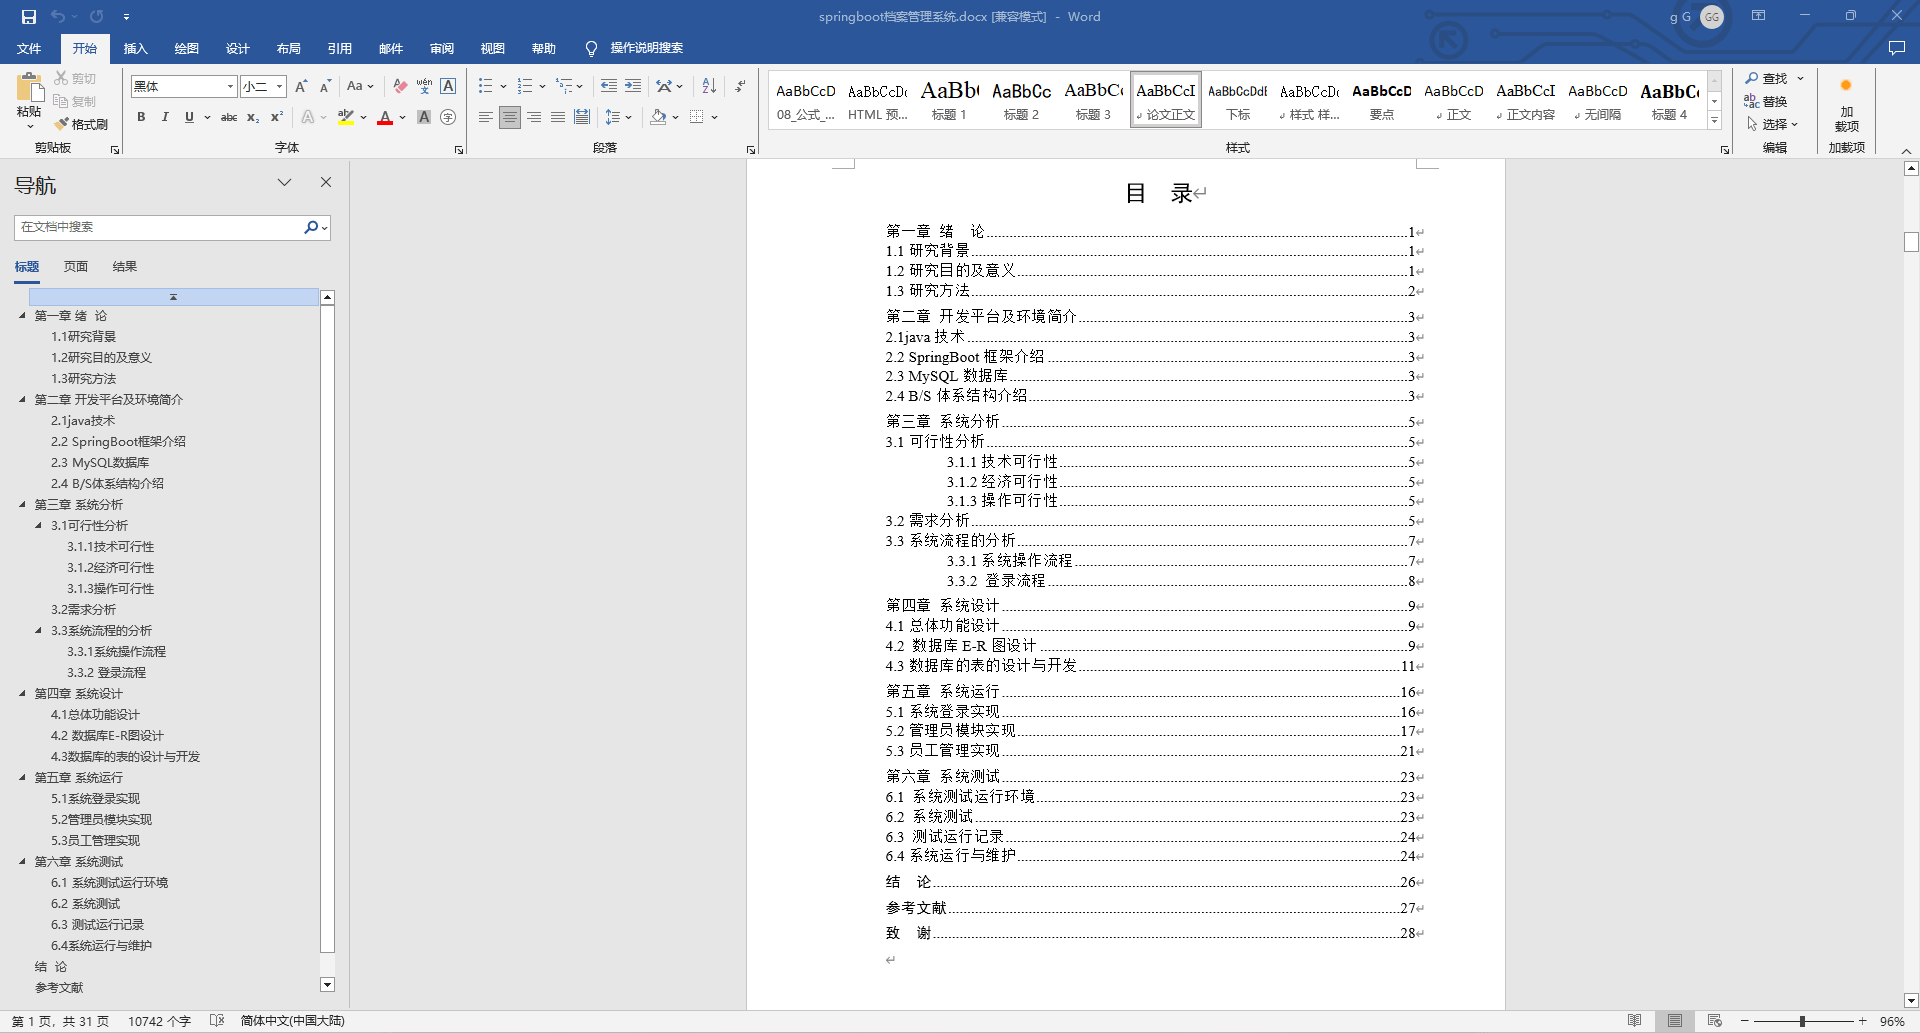 springboot档案管理系统.docx [兼容模式] - Word
g G
GG
文件 开始 插入 绘图 设计 布局 引用 邮件 审阅 视图 帮助 操作说明搜索
粘贴
剪切
复制
格式刷
剪贴板
黑体 小二
字体
段落
AaBbCcD 08_公式_...
AaBbCcDc HTML 预...
AaBb( 标题 1
AaBbCc 标题 2
AaBbC 标题 3
AaBbCcI 论文正文
AaBbCcDdE 下标
AaBbCcDc 样式 样...
AaBbCcD 要点
AaBbCcD 正文
AaBbCcI 正文内容
AaBbCcD 无间隔
AaBbC 标题 4
样式
查找
替换
选择
编辑
加
载项
加载项
导航
在文档中搜索
标题 页面 结果
第一章 绪 论
1.1研究背景
1.2研究目的及意义
1.3研究方法
第二章 开发平台及环境简介
2.1java技术
2.2 SpringBoot框架介绍
2.3 MySQL数据库
2.4 B/S体系结构介绍
第三章 系统分析
3.1可行性分析
3.1.1技术可行性
3.1.2经济可行性
3.1.3操作可行性
3.2需求分析
3.3系统流程的分析
3.3.1系统操作流程
3.3.2 登录流程
第四章 系统设计
4.1总体功能设计
4.2 数据库E-R图设计
4.3数据库的表的设计与开发
第五章 系统运行
5.1系统登录实现
5.2管理员模块实现
5.3员工管理实现
第六章 系统测试
6.1 系统测试运行环境
6.2 系统测试
6.3 测试运行记录
6.4系统运行与维护
结 论
参考文献
目 录
第一章 绪 论 1
1.1 研究背景 1
1.2 研究目的及意义 1
1.3 研究方法 2
第二章 开发平台及环境简介 3
2.1java 技术 3
2.2 SpringBoot 框架介绍 3
2.3 MySQL 数据库 3
2.4 B/S 体系结构介绍 3
第三章 系统分析 5
3.1 可行性分析 5
3.1.1 技术可行性 5
3.1.2 经济可行性 5
3.1.3 操作可行性 5
3.2 需求分析 5
3.3 系统流程的分析 7
3.3.1 系统操作流程 7
3.3.2 登录流程 8
第四章 系统设计 9
4.1 总体功能设计 9
4.2 数据库 E-R 图设计 9
4.3 数据库的表的设计与开发 11
第五章 系统运行 16
5.1 系统登录实现 16
5.2 管理员模块实现 17
5.3 员工管理实现 21
第六章 系统测试 23
6.1 系统测试运行环境 23
6.2 系统测试 23
6.3 测试运行记录 24
6.4 系统运行与维护 24
结 论 26
参考文献 27
致 谢 28
第 1 页，共 31 页 10742 个字 简体中文(中国大陆)
96%